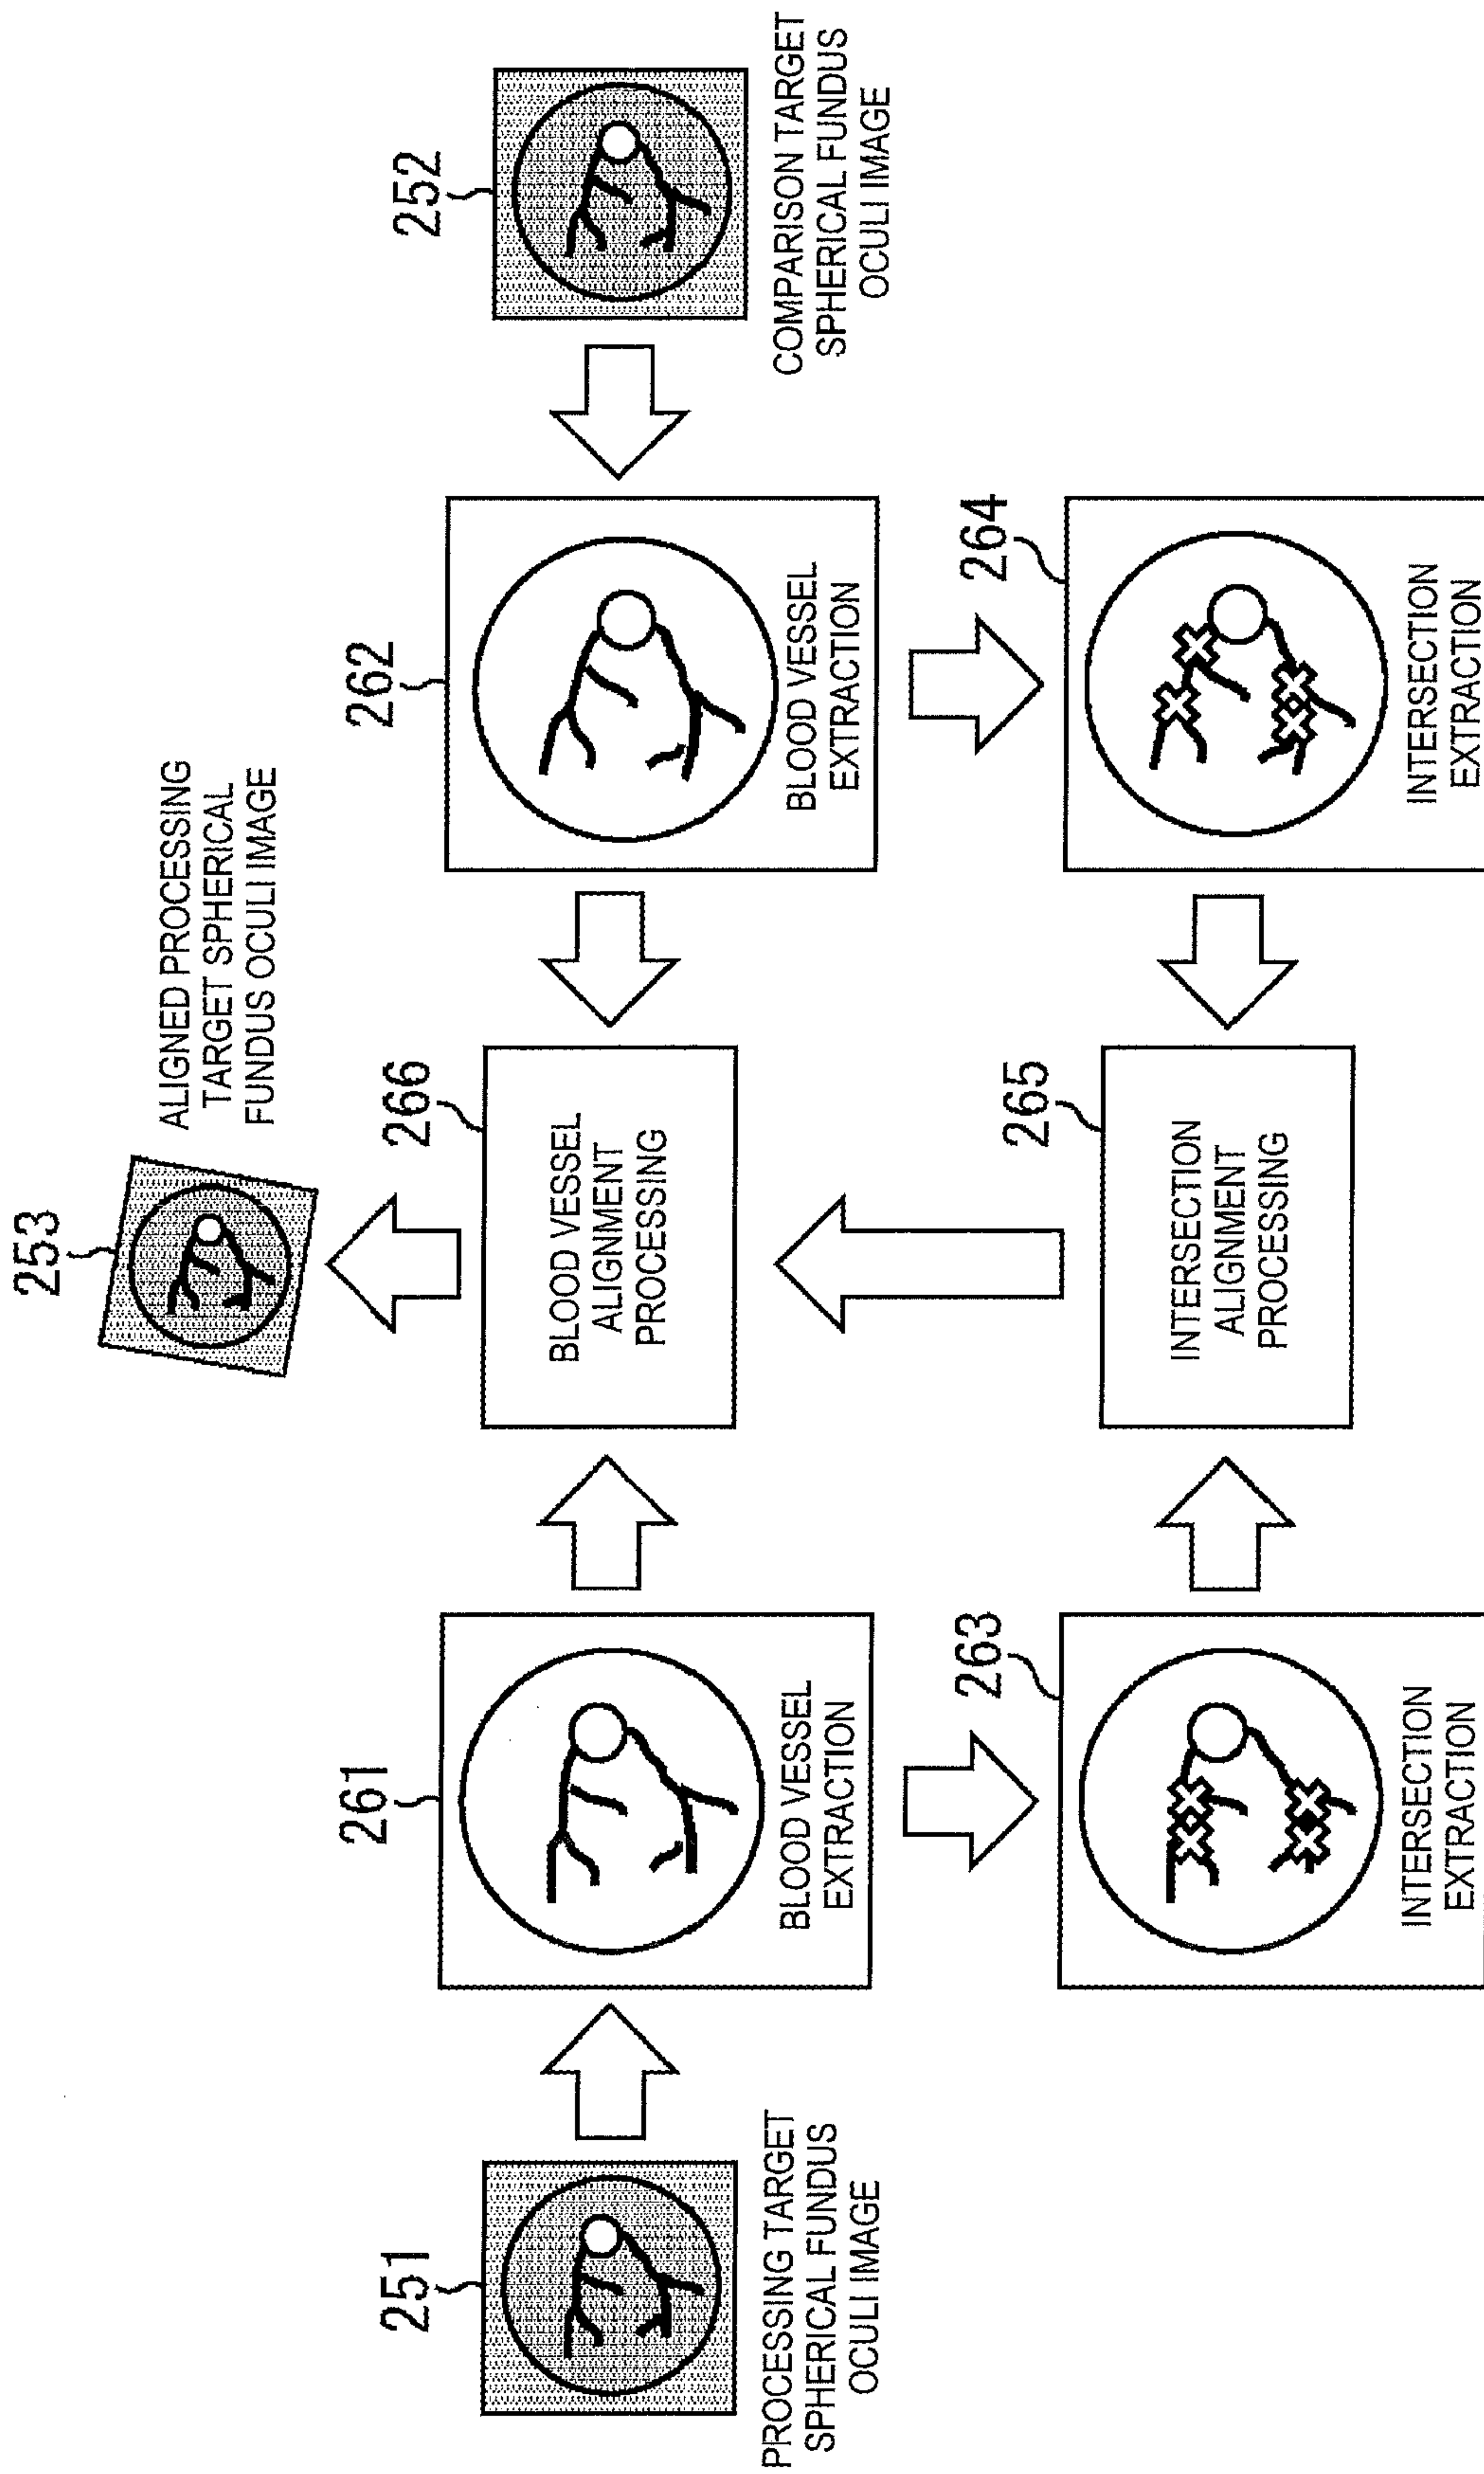 253
ALIGNED PROCESSING
TARGET SPHERICAL
FUNDUS OCULI IMAGE
251
PROCESSING TARGET
SPHERICAL FUNDUS
OCULI IMAGE
261
BLOOD VESSEL
EXTRACTION
266
BLOOD VESSEL
ALIGNMENT
PROCESSING
262
BLOOD VESSEL
EXTRACTION
252
COMPARISON TARGET
SPHERICAL FUNDUS
OCULI IMAGE
263
INTERSECTION
EXTRACTION
265
INTERSECTION
ALIGNMENT
PROCESSING
264
INTERSECTION
EXTRACTION